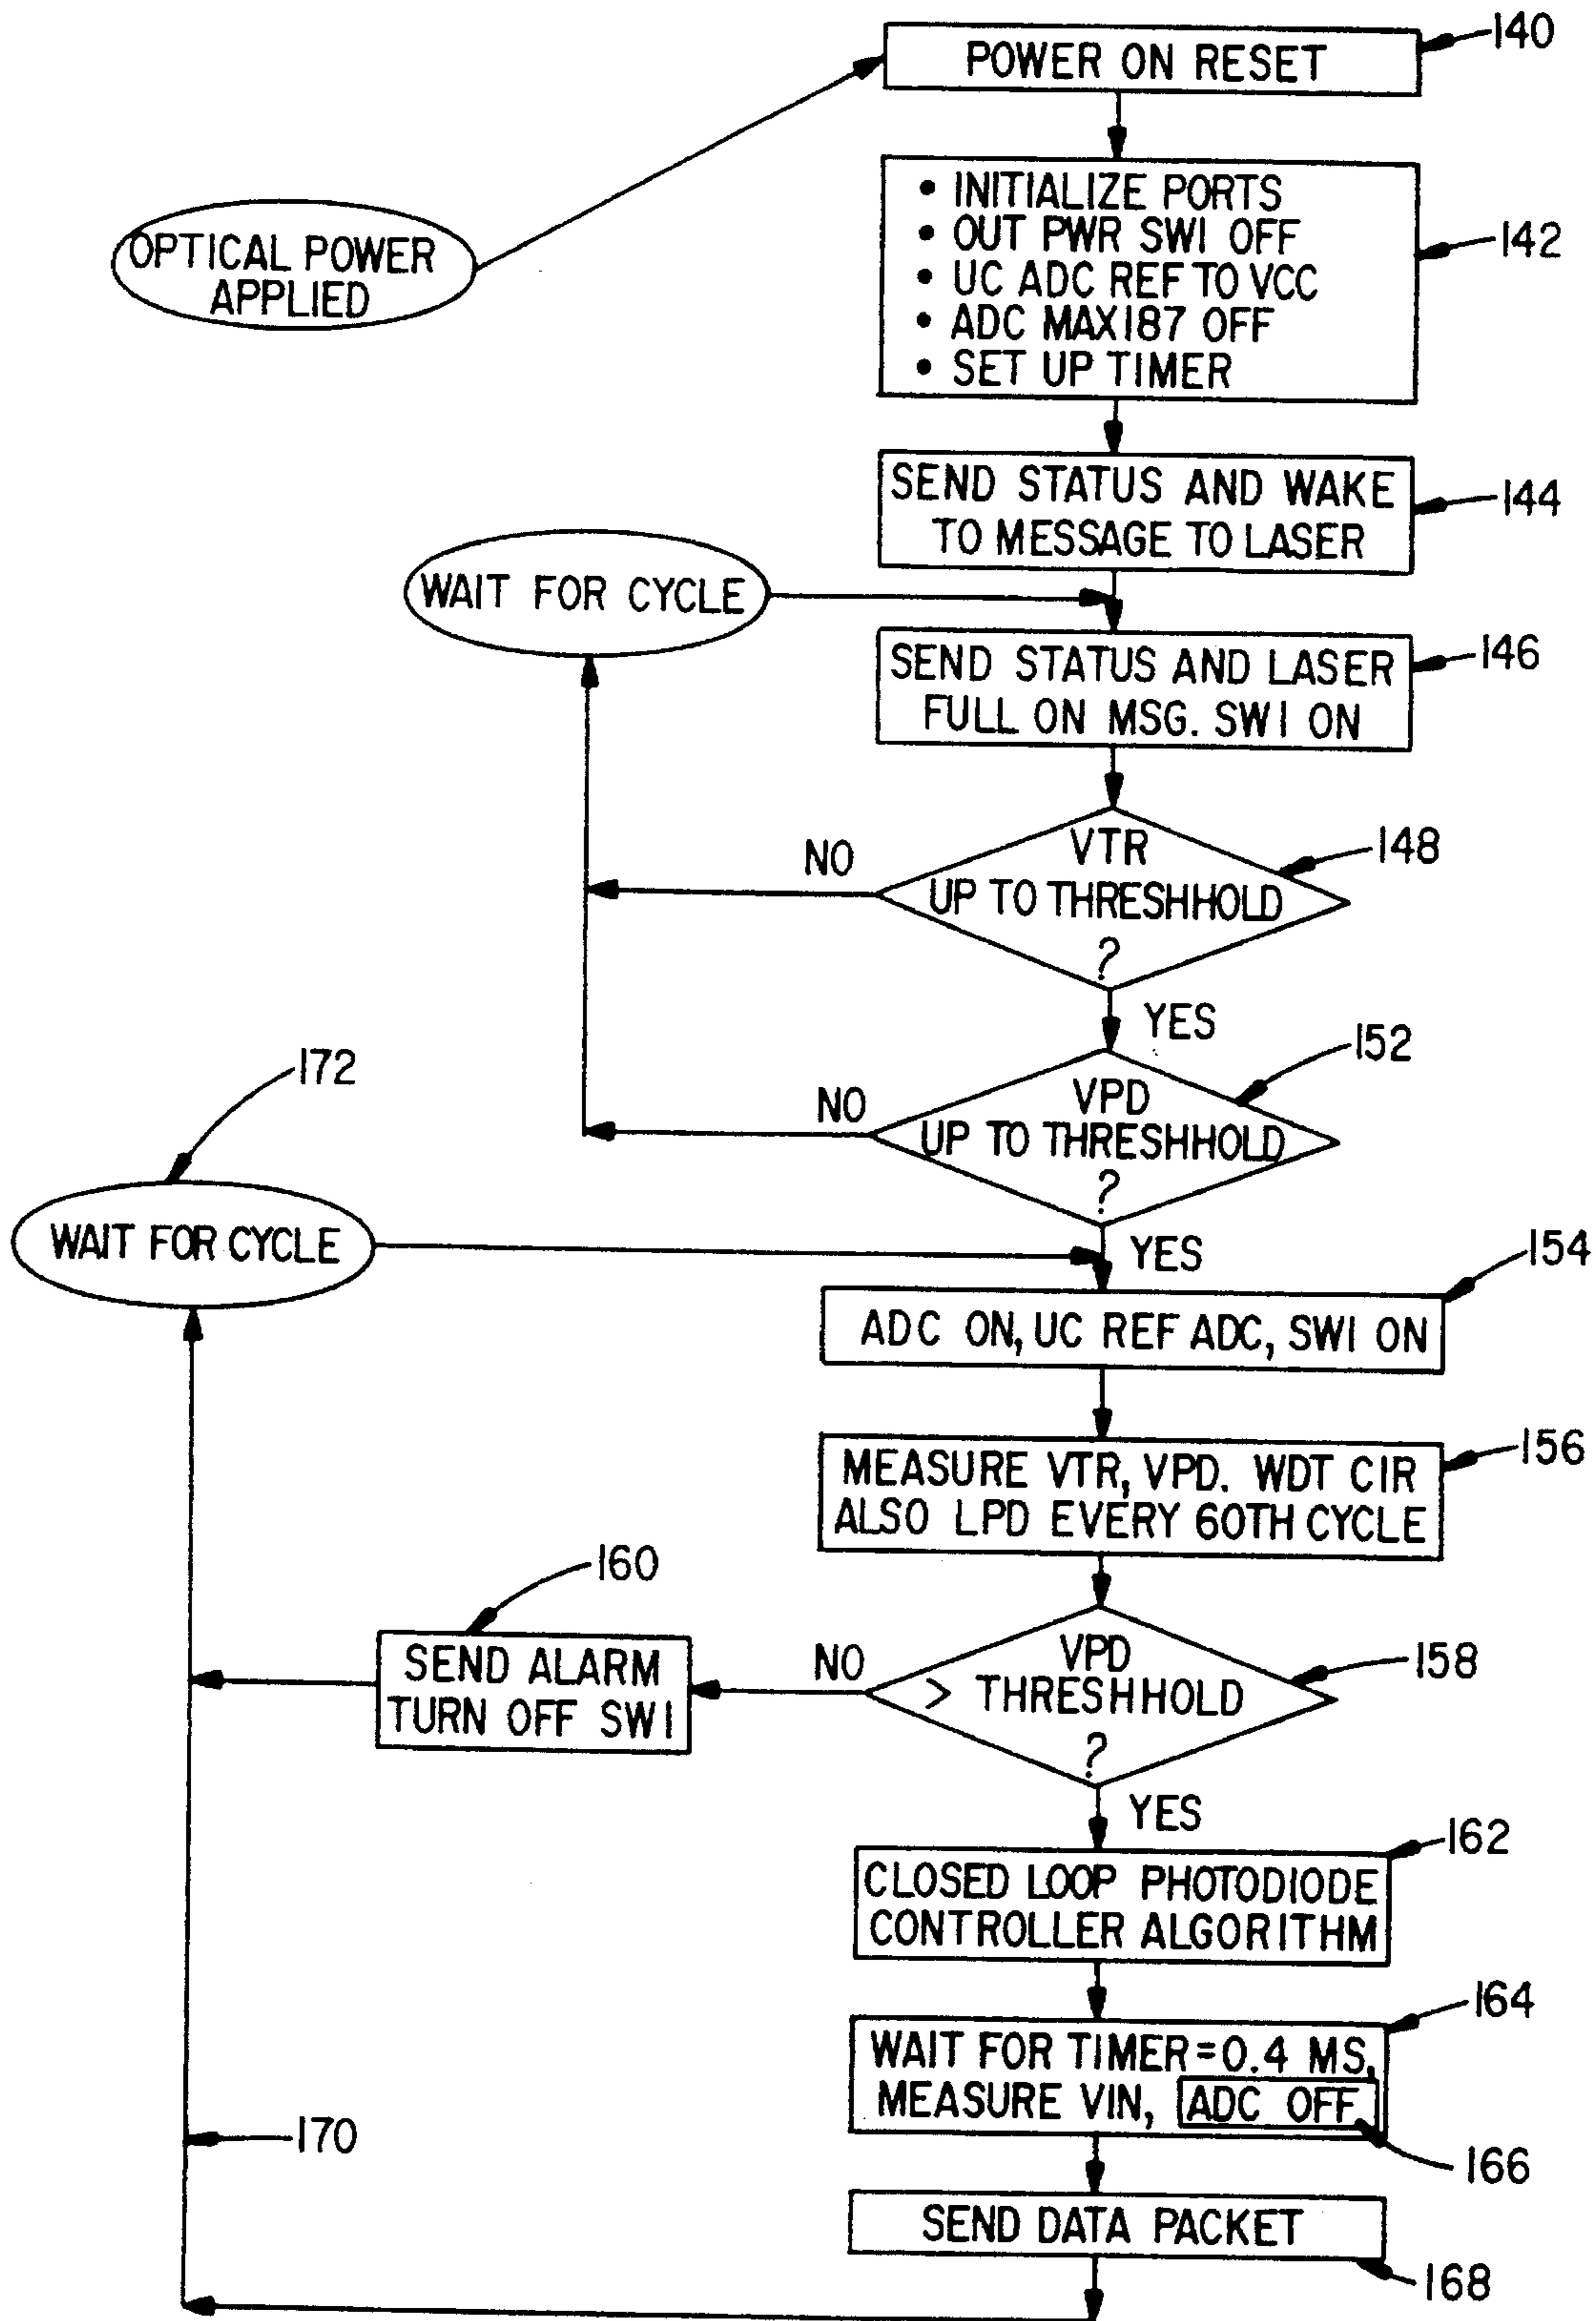 POWER ON RESET
140
OPTICAL POWER
APPLIED
• INITIALIZE PORTS
• OUT PWR SW1 OFF
• UC ADC REF TO VCC
• ADC MAX187 OFF
• SET UP TIMER
142
SEND STATUS AND WAKE
TO MESSAGE TO LASER
144
WAIT FOR CYCLE
SEND STATUS AND LASER
FULL ON MSG. SW1 ON
146
VTR
UP TO THRESHHOLD
?
148
NO
YES
VPD
UP TO THRESHHOLD
?
152
NO
YES
172
WAIT FOR CYCLE
ADC ON, UC REF ADC, SW1 ON
154
MEASURE VTR, VPD. WDT CIR
ALSO LPD EVERY 60TH CYCLE
156
VPD
> THRESHHOLD
?
158
NO
160
SEND ALARM
TURN OFF SW1
YES
CLOSED LOOP PHOTODIODE
CONTROLLER ALGORITHM
162
WAIT FOR TIMER=0.4 MS,
MEASURE VIN, ADC OFF
164
166
170
SEND DATA PACKET
168